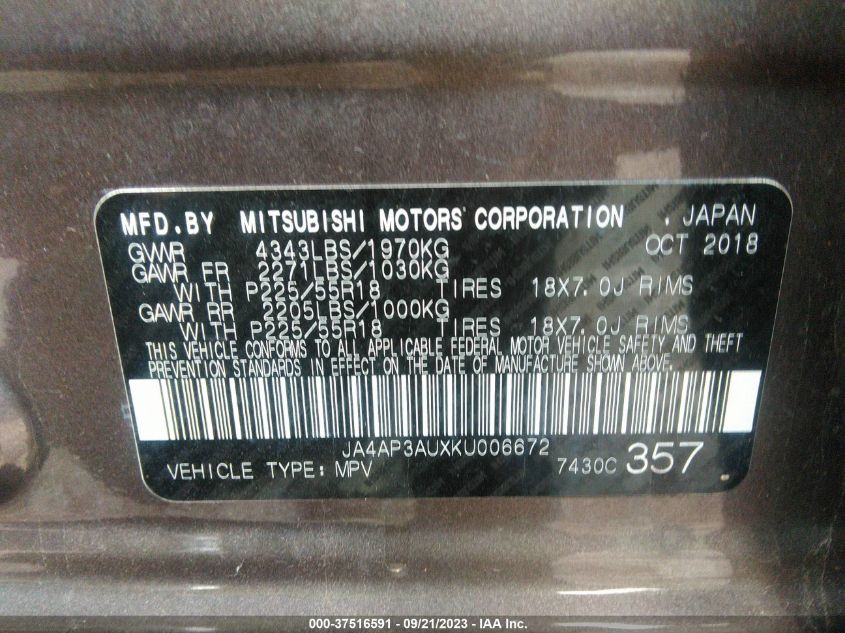 MFD.BY MITSUBISHI MOTORS CORPORATION . JAPAN
GVWR 4343LBS/1970KG OCT 2018
GAWR FR 2271LBS/1030KG
WITH P225/55R18 TIRES 18X7.0J RIMS
GAWR RR 2205LBS/1000KG
WITH P225/55R18 TIRES 18X7.0J RIMS
THIS VEHICLE CONFORMS TO ALL APPLICABLE FEDERAL MOTOR VEHICLE SAFETY AND THEFT
PREVENTION STANDARDS IN EFFECT ON THE DATE OF MANUFACTURE SHOWN ABOVE.
JA4AP3AUXKU006672
VEHICLE TYPE: MPV 7430C 357
000-37516591 - 09/21/2023 - IAA Inc.